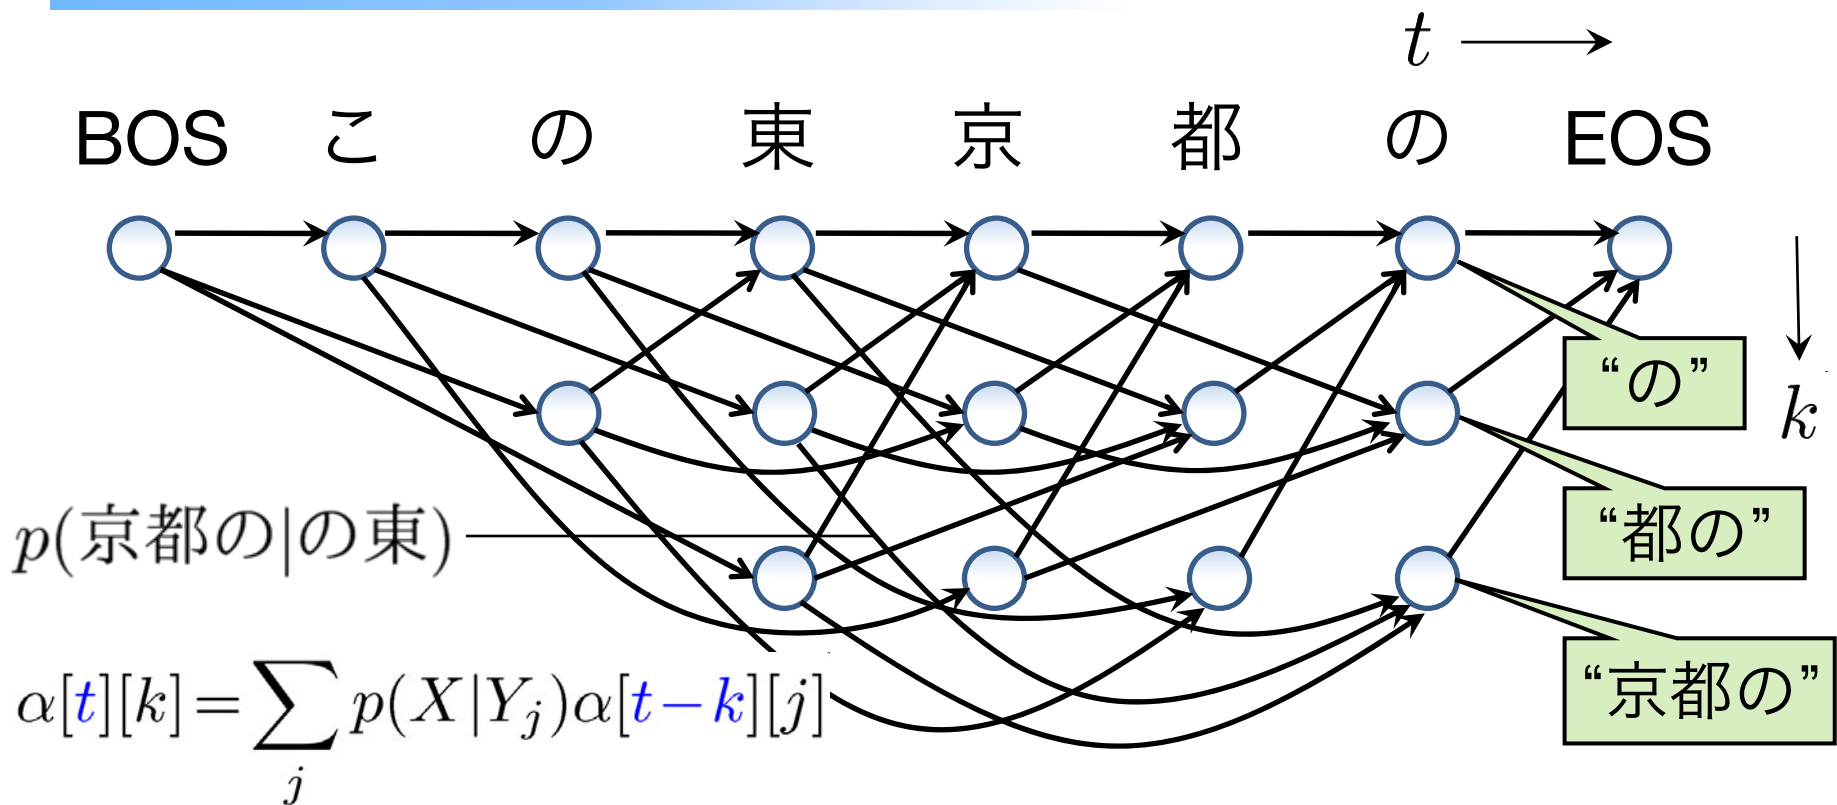 t
BOS こ の 東 京 都 の EOS
“の”
k
“都の”
p(京都の|の東)
“京都の”
α[t][k]=∑_j p(X|Y_j)α[t−k][j]